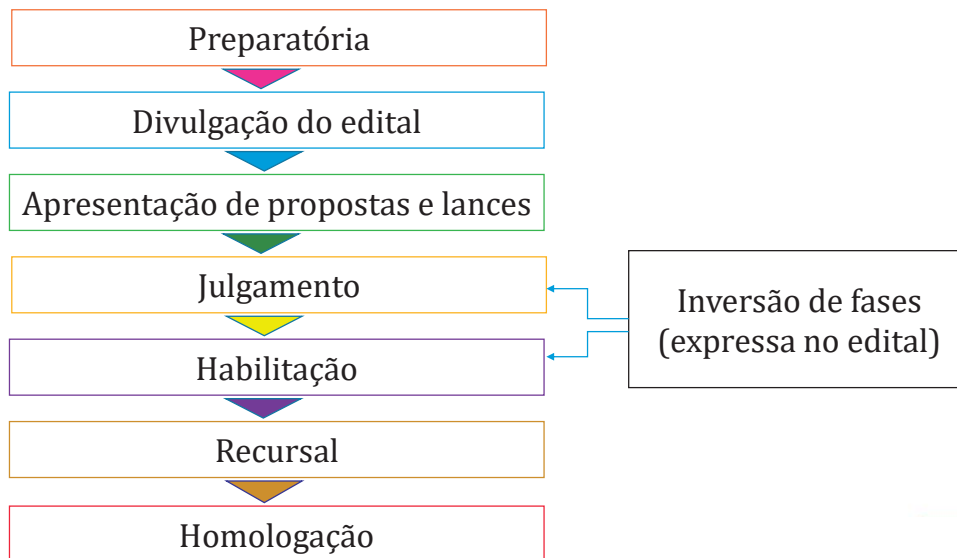 Preparatória
Divulgação do edital
Apresentação de propostas e lances
Julgamento
Inversão de fases
(expressa no edital)
Habilitação
Recursal
Homologação